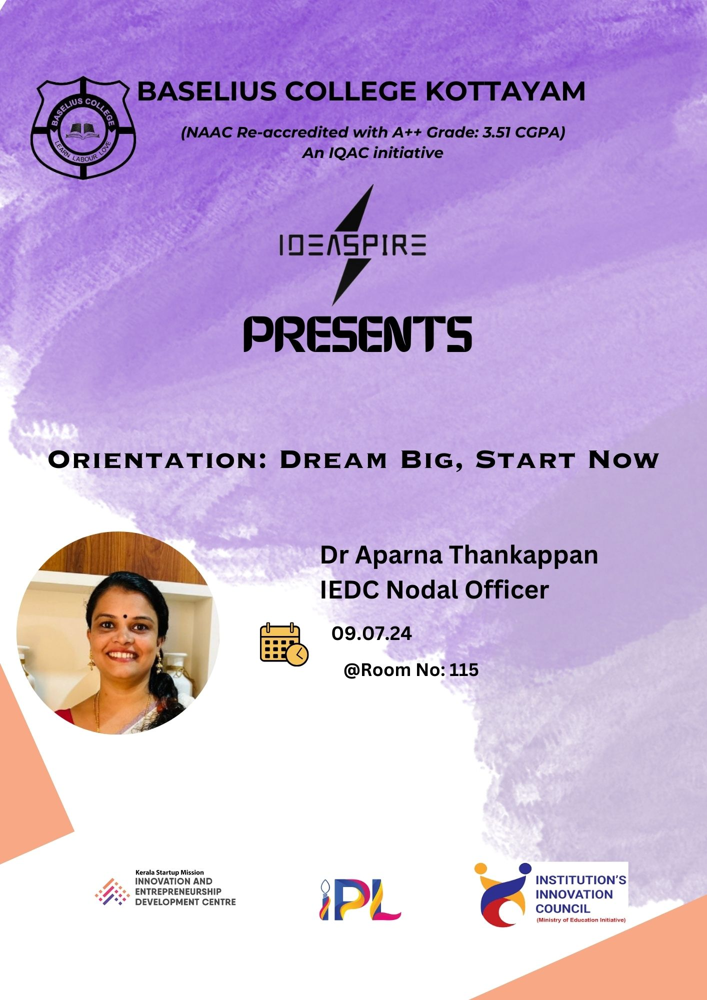 BASELIUS COLLEGE KOTTAYAM
BASELIUS COLLEGE
LEARN LABOUR LOVE
(NAAC Re-accredited with A++ Grade: 3.51 CGPA)
An IQAC initiative
IDEASPIRE
PRESENTS
Orientation: Dream Big, Start Now
Dr Aparna Thankappan
IEDC Nodal Officer
09.07.24
@Room No: 115
Kerala Startup Mission
INNOVATION AND
ENTREPRENEURSHIP
DEVELOPMENT CENTRE
iPL
INSTITUTION'S
INNOVATION
COUNCIL
(Ministry of Education Initiative)